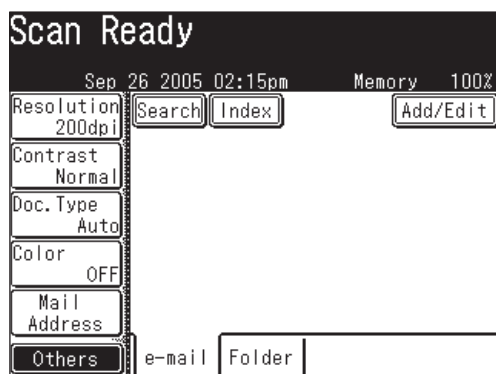 Scan Ready
Sep 26 2005 02:15pm Memory 100%
Resolution
200dpi
Search Index Add/Edit
Contrast
Normal
Doc.Type
Auto
Color
OFF
Mail
Address
Others
e-mail Folder